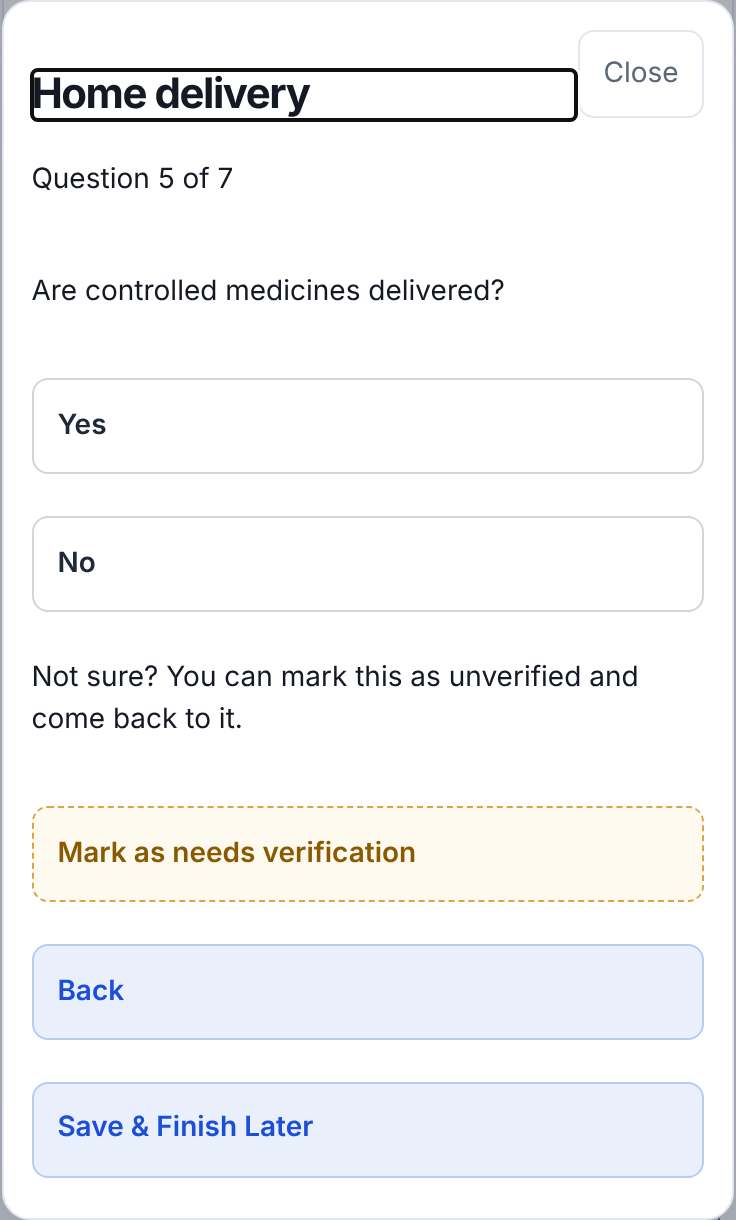 Home delivery
Close
Question 5 of 7
Are controlled medicines delivered?
Yes
No
Not sure? You can mark this as unverified and
come back to it.
Mark as needs verification
Back
Save & Finish Later